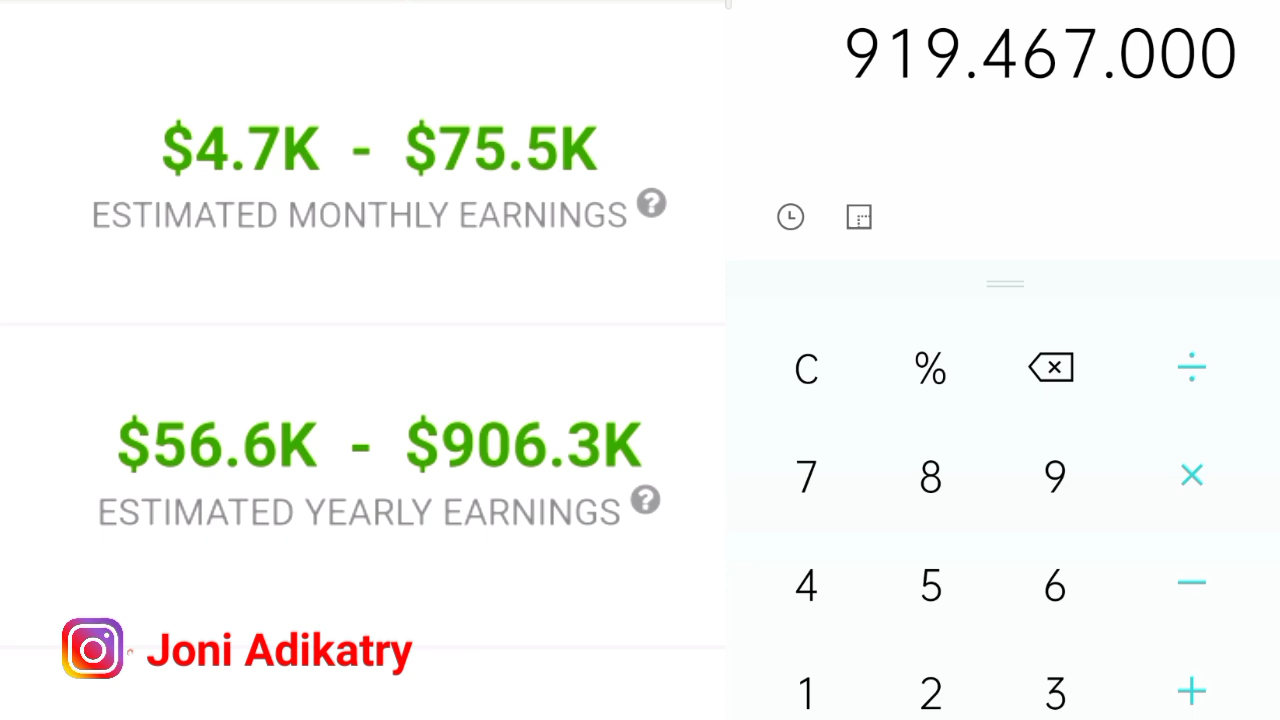 $4.7K - $75.5K
ESTIMATED MONTHLY EARNINGS ?
$56.6K - $906.3K
ESTIMATED YEARLY EARNINGS ?
Joni Adikatry
919.467.000
C % ÷
7 8 9 ×
4 5 6 −
1 2 3 +